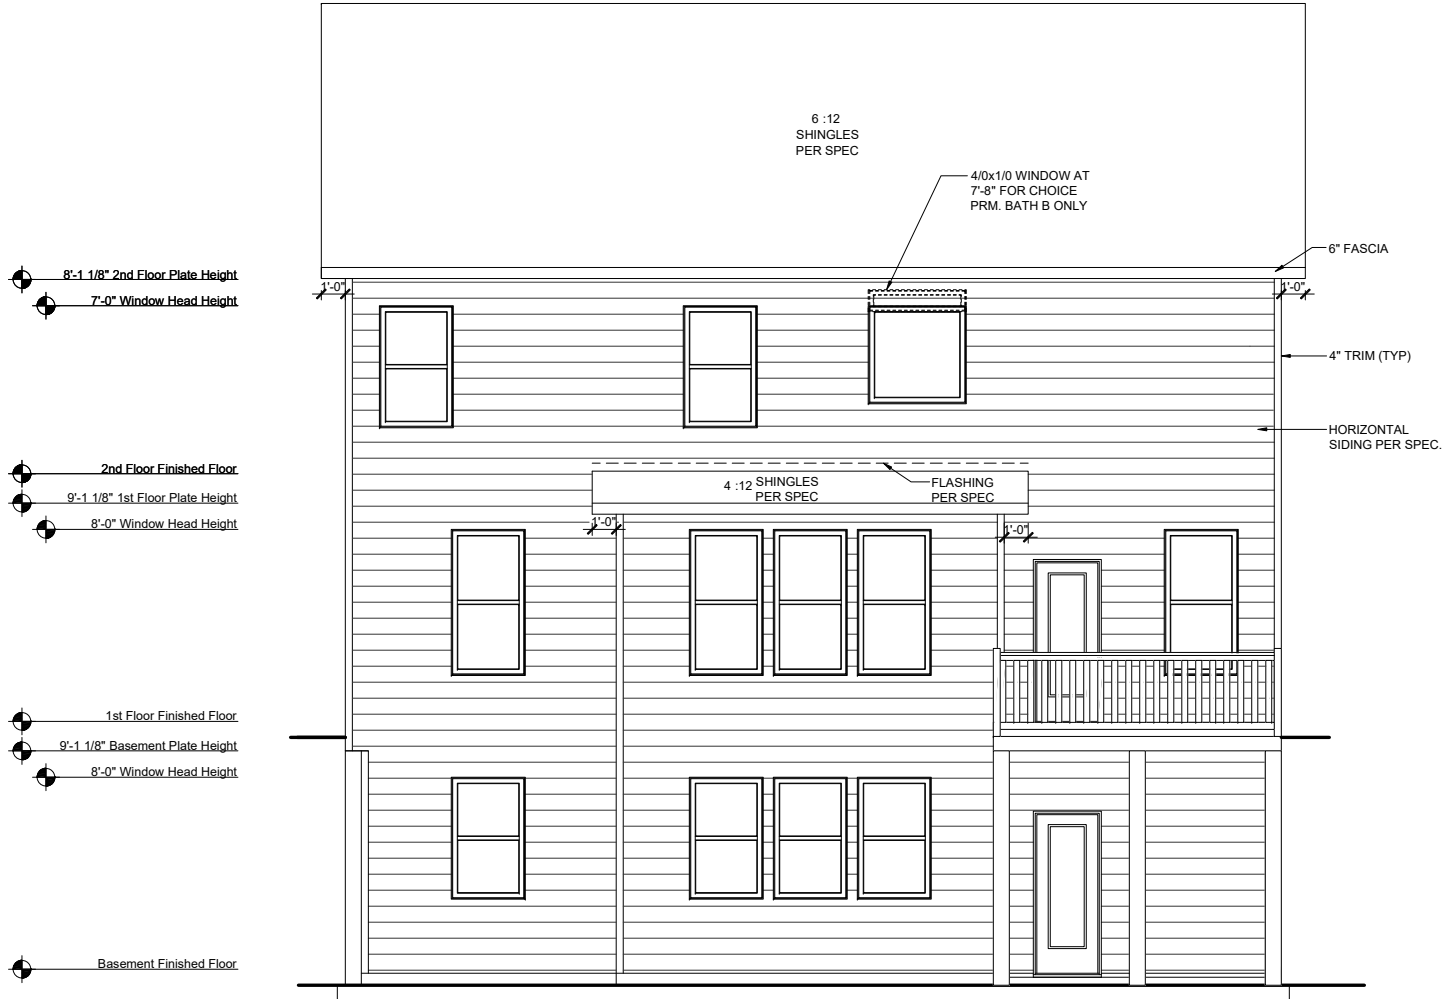 6 :12
SHINGLES
PER SPEC
4/0x1/0 WINDOW AT
7'-8" FOR CHOICE
PRM. BATH B ONLY
6" FASCIA
8'-1 1/8" 2nd Floor Plate Height
1'-0"
1'-0"
7'-0" Window Head Height
4" TRIM (TYP)
HORIZONTAL
SIDING PER SPEC.
2nd Floor Finished Floor
4 :12 SHINGLES
PER SPEC
FLASHING
PER SPEC
9'-1 1/8" 1st Floor Plate Height
8'-0" Window Head Height
1'-0"
1'-0"
1st Floor Finished Floor
9'-1 1/8" Basement Plate Height
8'-0" Window Head Height
Basement Finished Floor